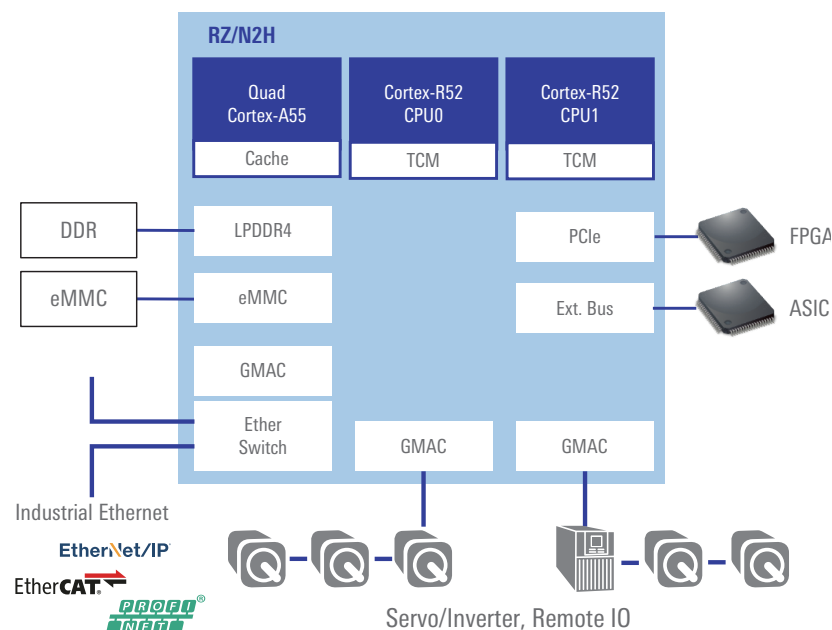 RZ/N2H
Quad
Cortex-A55
Cache
Cortex-R52
CPU0
TCM
Cortex-R52
CPU1
TCM
DDR
LPDDR4
PCIe
FPGA
eMMC
eMMC
Ext. Bus
ASIC
GMAC
Ether
Switch
GMAC
GMAC
Industrial Ethernet
EtherNet/IP
EtherCAT®
PROFI®
NET
Servo/Inverter, Remote IO